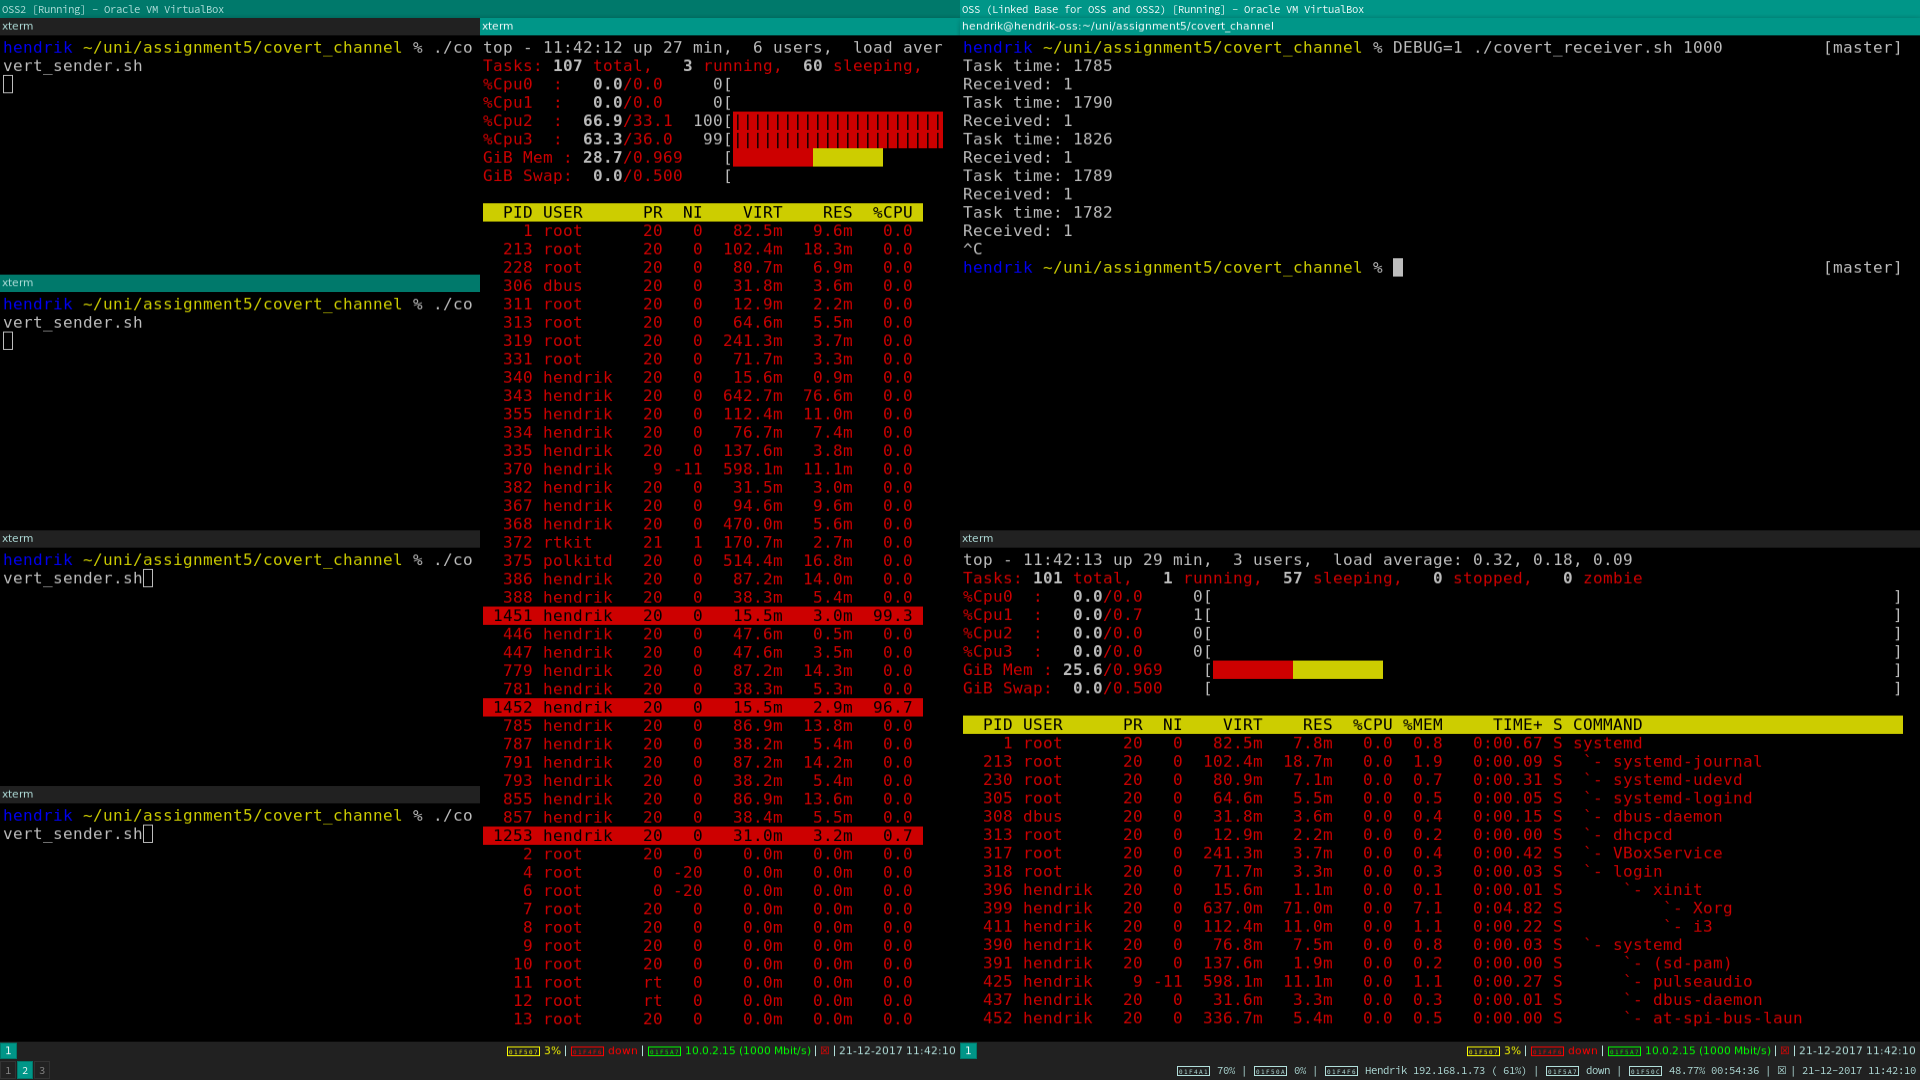 OSS2 [Running] - Oracle VM VirtualBox
xterm
hendrik ~/uni/assignment5/covert_channel % ./co
vert_sender.sh
xterm
hendrik ~/uni/assignment5/covert_channel % ./co
vert_sender.sh
xterm
hendrik ~/uni/assignment5/covert_channel % ./co
vert_sender.sh
xterm
hendrik ~/uni/assignment5/covert_channel % ./co
vert_sender.sh
xterm
top - 11:42:12 up 27 min,  6 users,  load aver
Tasks: 107 total,   3 running,  60 sleeping,
%Cpu0  :   0.0/0.0     0[
%Cpu1  :   0.0/0.0     0[
%Cpu2  :  66.9/33.1  100[
%Cpu3  :  63.3/36.0   99[
GiB Mem : 28.7/0.969    [
GiB Swap:  0.0/0.500    [
PID USER      PR  NI    VIRT    RES  %CPU
1 root      20   0   82.5m   9.6m   0.0
213 root      20   0  102.4m  18.3m   0.0
228 root      20   0   80.7m   6.9m   0.0
306 dbus      20   0   31.8m   3.6m   0.0
311 root      20   0   12.9m   2.2m   0.0
313 root      20   0   64.6m   5.5m   0.0
319 root      20   0  241.3m   3.7m   0.0
331 root      20   0   71.7m   3.3m   0.0
340 hendrik   20   0   15.6m   0.9m   0.0
343 hendrik   20   0  642.7m  76.6m   0.0
355 hendrik   20   0  112.4m  11.0m   0.0
334 hendrik   20   0   76.7m   7.4m   0.0
335 hendrik   20   0  137.6m   3.8m   0.0
370 hendrik    9 -11  598.1m  11.1m   0.0
382 hendrik   20   0   31.5m   3.0m   0.0
367 hendrik   20   0   94.6m   9.6m   0.0
368 hendrik   20   0  470.0m   5.6m   0.0
372 rtkit     21   1  170.7m   2.7m   0.0
375 polkitd   20   0  514.4m  16.8m   0.0
386 hendrik   20   0   87.2m  14.0m   0.0
388 hendrik   20   0   38.3m   5.4m   0.0
1451 hendrik   20   0   15.5m   3.0m  99.3
446 hendrik   20   0   47.6m   0.5m   0.0
447 hendrik   20   0   47.6m   3.5m   0.0
779 hendrik   20   0   87.2m  14.3m   0.0
781 hendrik   20   0   38.3m   5.3m   0.0
1452 hendrik   20   0   15.5m   2.9m  96.7
785 hendrik   20   0   86.9m  13.8m   0.0
787 hendrik   20   0   38.2m   5.4m   0.0
791 hendrik   20   0   87.2m  14.2m   0.0
793 hendrik   20   0   38.2m   5.4m   0.0
855 hendrik   20   0   86.9m  13.6m   0.0
857 hendrik   20   0   38.4m   5.5m   0.0
1253 hendrik   20   0   31.0m   3.2m   0.7
2 root      20   0    0.0m   0.0m   0.0
4 root       0 -20    0.0m   0.0m   0.0
6 root       0 -20    0.0m   0.0m   0.0
7 root      20   0    0.0m   0.0m   0.0
8 root      20   0    0.0m   0.0m   0.0
9 root      20   0    0.0m   0.0m   0.0
10 root      20   0    0.0m   0.0m   0.0
11 root      rt   0    0.0m   0.0m   0.0
12 root      rt   0    0.0m   0.0m   0.0
13 root      20   0    0.0m   0.0m   0.0
1 3% | down | 10.0.2.15 (1000 Mbit/s) | 21-12-2017 11:42:10
OSS (Linked Base for OSS and OSS2) [Running] - Oracle VM VirtualBox
hendrik@hendrik-oss:~/uni/assignment5/covert_channel
hendrik ~/uni/assignment5/covert_channel % DEBUG=1 ./covert_receiver.sh 1000          [master]
Task time: 1785
Received: 1
Task time: 1790
Received: 1
Task time: 1826
Received: 1
Task time: 1789
Received: 1
Task time: 1782
Received: 1
^C
hendrik ~/uni/assignment5/covert_channel %          [master]
xterm
top - 11:42:13 up 29 min,  3 users,  load average: 0.32, 0.18, 0.09
Tasks: 101 total,   1 running,  57 sleeping,   0 stopped,   0 zombie
%Cpu0  :   0.0/0.0     0[          ]
%Cpu1  :   0.0/0.7     1[          ]
%Cpu2  :   0.0/0.0     0[          ]
%Cpu3  :   0.0/0.0     0[          ]
GiB Mem : 25.6/0.969    [          ]
GiB Swap:  0.0/0.500    [          ]
PID USER      PR  NI    VIRT    RES  %CPU %MEM     TIME+ S COMMAND
1 root      20   0   82.5m   7.8m   0.0  0.8   0:00.67 S systemd
213 root      20   0  102.4m  18.7m   0.0  1.9   0:00.09 S  `- systemd-journal
230 root      20   0   80.9m   7.1m   0.0  0.7   0:00.31 S  `- systemd-udevd
305 root      20   0   64.6m   5.5m   0.0  0.5   0:00.05 S  `- systemd-logind
308 dbus      20   0   31.8m   3.6m   0.0  0.4   0:00.15 S  `- dbus-daemon
313 root      20   0   12.9m   2.2m   0.0  0.2   0:00.00 S  `- dhcpcd
317 root      20   0  241.3m   3.7m   0.0  0.4   0:00.42 S  `- VBoxService
318 root      20   0   71.7m   3.3m   0.0  0.3   0:00.03 S  `- login
396 hendrik   20   0   15.6m   1.1m   0.0  0.1   0:00.01 S      `- xinit
399 hendrik   20   0  637.0m  71.0m   0.0  7.1   0:04.82 S          `- Xorg
411 hendrik   20   0  112.4m  11.0m   0.0  1.1   0:00.22 S          `- i3
390 hendrik   20   0   76.8m   7.5m   0.0  0.8   0:00.03 S  `- systemd
391 hendrik   20   0  137.6m   1.9m   0.0  0.2   0:00.00 S      `- (sd-pam)
425 hendrik    9 -11  598.1m  11.1m   0.0  1.1   0:00.27 S      `- pulseaudio
437 hendrik   20   0   31.6m   3.3m   0.0  0.3   0:00.01 S      `- dbus-daemon
452 hendrik   20   0  336.7m   5.4m   0.0  0.5   0:00.00 S      `- at-spi-bus-laun
1 3% | down | 10.0.2.15 (1000 Mbit/s) | 21-12-2017 11:42:10
1 2 3 70% | 0% | Hendrik 192.168.1.73 ( 61%) | down | 48.77% 00:54:36 | 21-12-2017 11:42:10